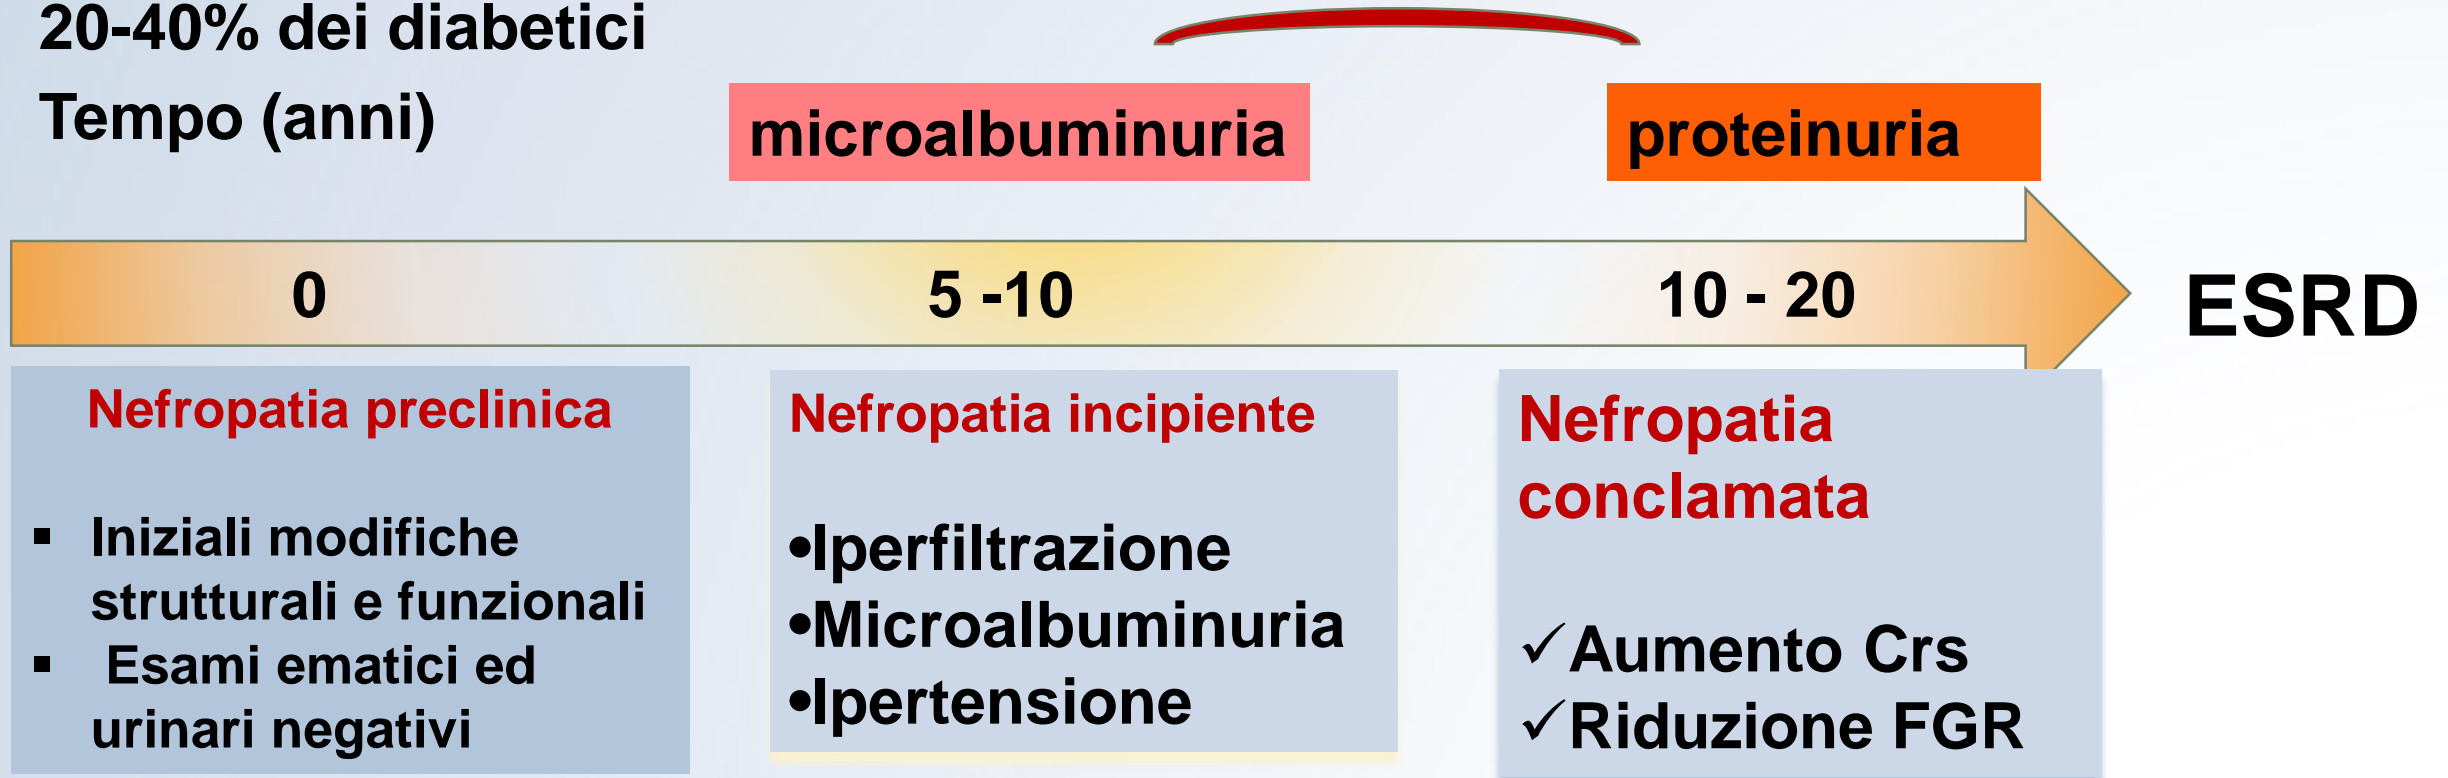 20-40% dei diabetici
Tempo (anni)
microalbuminuria
proteinuria
0
5 -10
10 - 20
ESRD
Nefropatia preclinica
▪ Iniziali modifiche
strutturali e funzionali
▪ Esami ematici ed
urinari negativi
Nefropatia incipiente
•Iperfiltrazione
•Microalbuminuria
•Ipertensione
Nefropatia
conclamata
✓Aumento Crs
✓Riduzione FGR